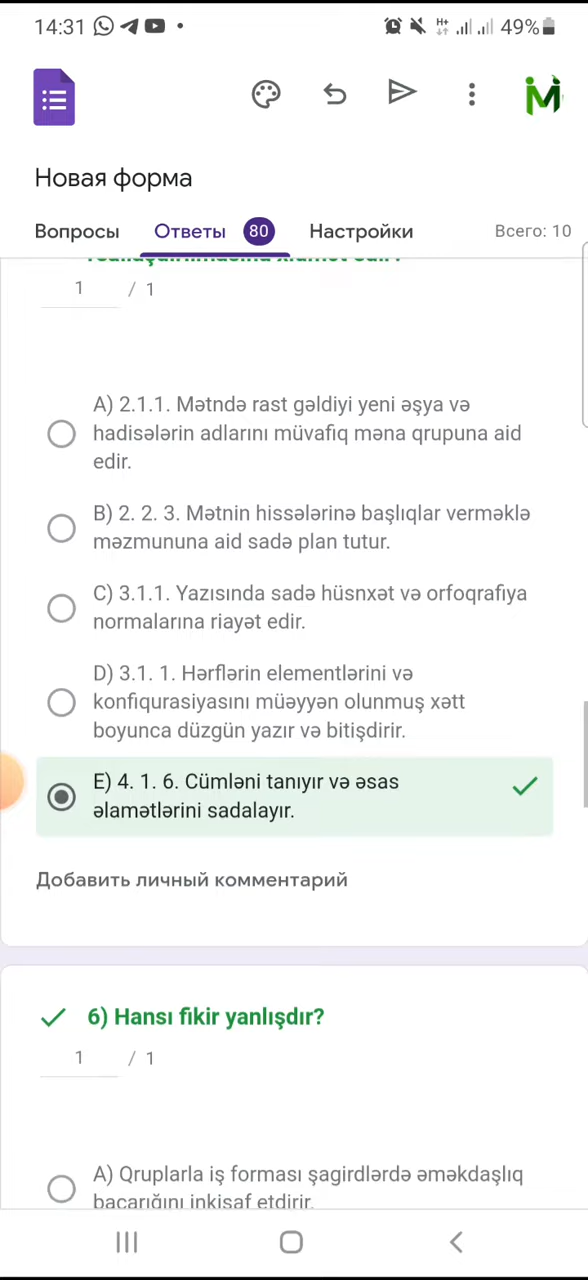 14:31
H+
49%
Новая форма
Вопросы Ответы 80 Настройки Всего: 10
1 / 1
A) 2.1.1. Mətndə rast gəldiyi yeni əşya və
hadisələrin adlarını müvafiq məna qrupuna aid
edir.
B) 2. 2. 3. Mətnin hissələrinə başlıqlar verməklə
məzmununa aid sadə plan tutur.
C) 3.1.1. Yazısında sadə hüsnxət və orfoqrafiya
normalarına riayət edir.
D) 3.1. 1. Hərflərin elementlərini və
konfiqurasiyasını müəyyən olunmuş xətt
boyunca düzgün yazır və bitişdirir.
E) 4. 1. 6. Cümləni tanıyır və əsas
əlamətlərini sadalayır.
Добавить личный комментарий
6) Hansı fikir yanlışdır?
1 / 1
A) Qruplarla iş forması şagirdlərdə əməkdaşlıq
bacarığını inkişaf etdirir.